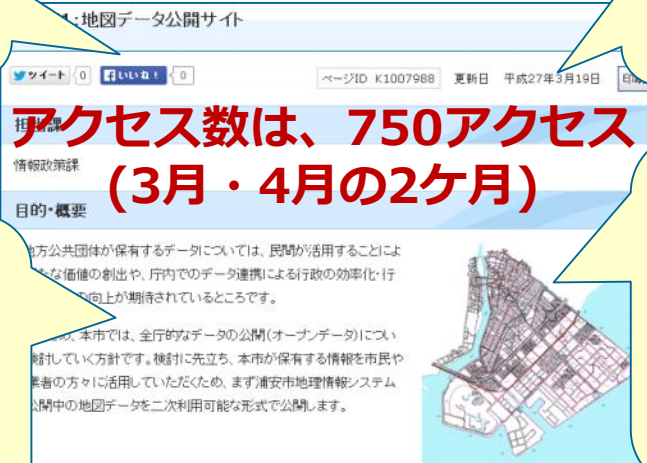 :地図データ公開サイト
ツイート 0 いいね! 0 ページID K1007988 更新日 平成27年3月19日 印刷
アクセス数は、750アクセス
担当課
情報政策課
(3月・4月の2ケ月)
目的・概要
地方公共団体が保有するデータについては、民間が活用することによ
たな価値の創出や、庁内でのデータ連携による行政の効率化・行
の向上が期待されているところです。
、本市では、全庁的なデータの公開(オープンデータ)につい
検討していく方針です。検討に先立ち、本市が保有する情報を市民や
業者の方々に活用していただくため、まず浦安市地理情報システム
公開中の地図データを二次利用可能な形式で公開します。